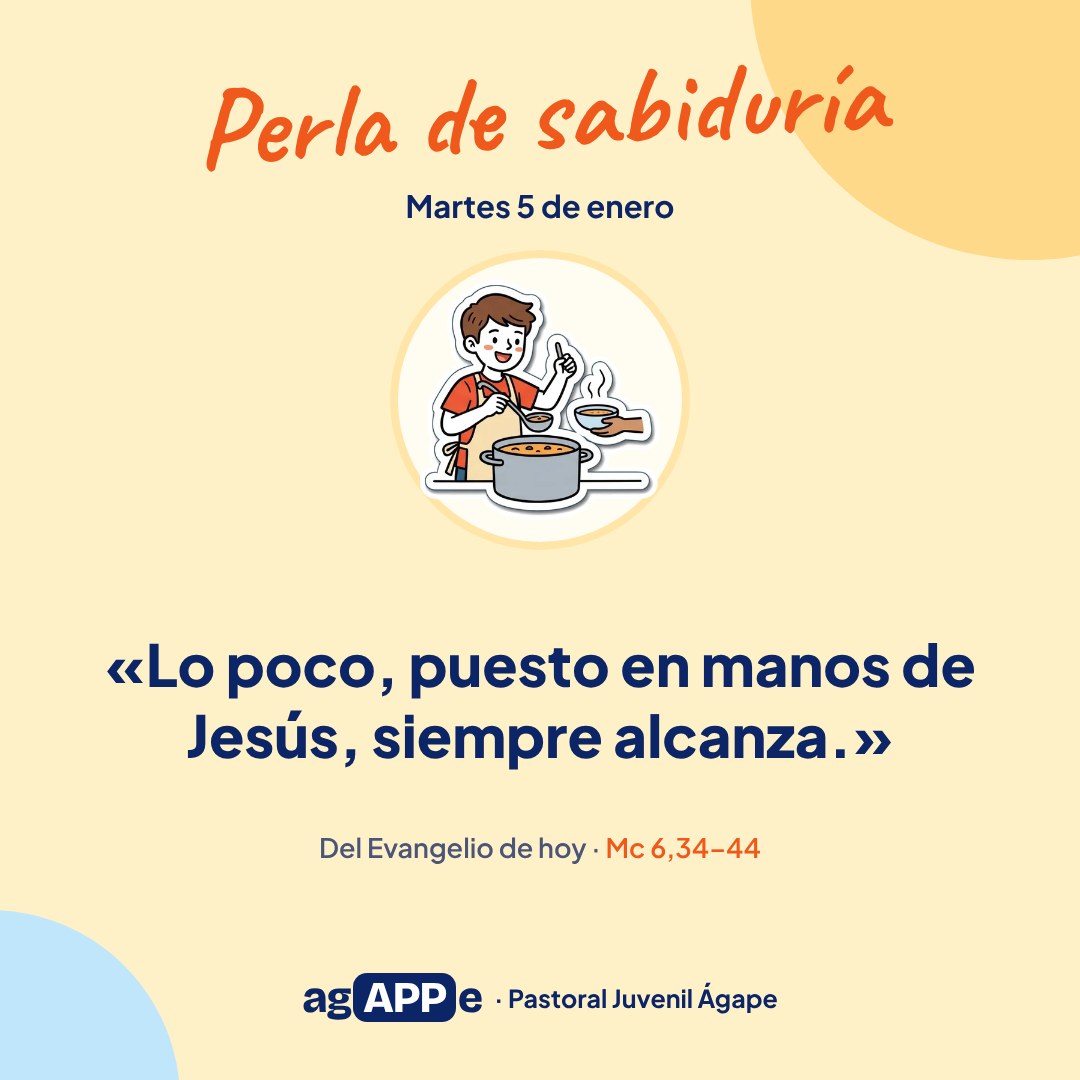 Perla de sabiduría
Martes 5 de enero
«Lo poco, puesto en manos de
Jesús, siempre alcanza.»
Del Evangelio de hoy · Mc 6,34–44
agAPPe · Pastoral Juvenil Ágape